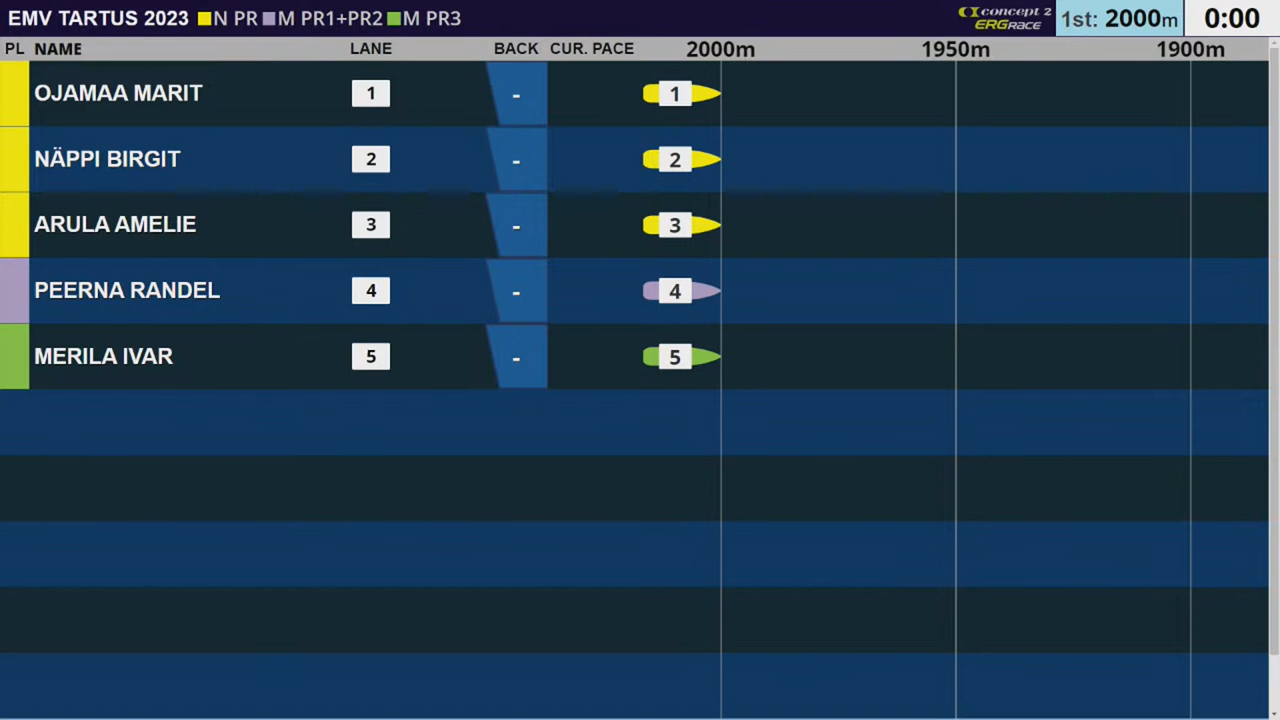 EMV TARTUS 2023 N PR M PR1+PR2 M PR3 concept 2 ERGRACE 1st: 2000m 0:00
PL NAME LANE BACK CUR. PACE 2000m 1950m 1900m
OJAMAA MARIT 1 - 1
NÄPPI BIRGIT 2 - 2
ARULA AMELIE 3 - 3
PEERNA RANDEL 4 - 4
MERILA IVAR 5 - 5